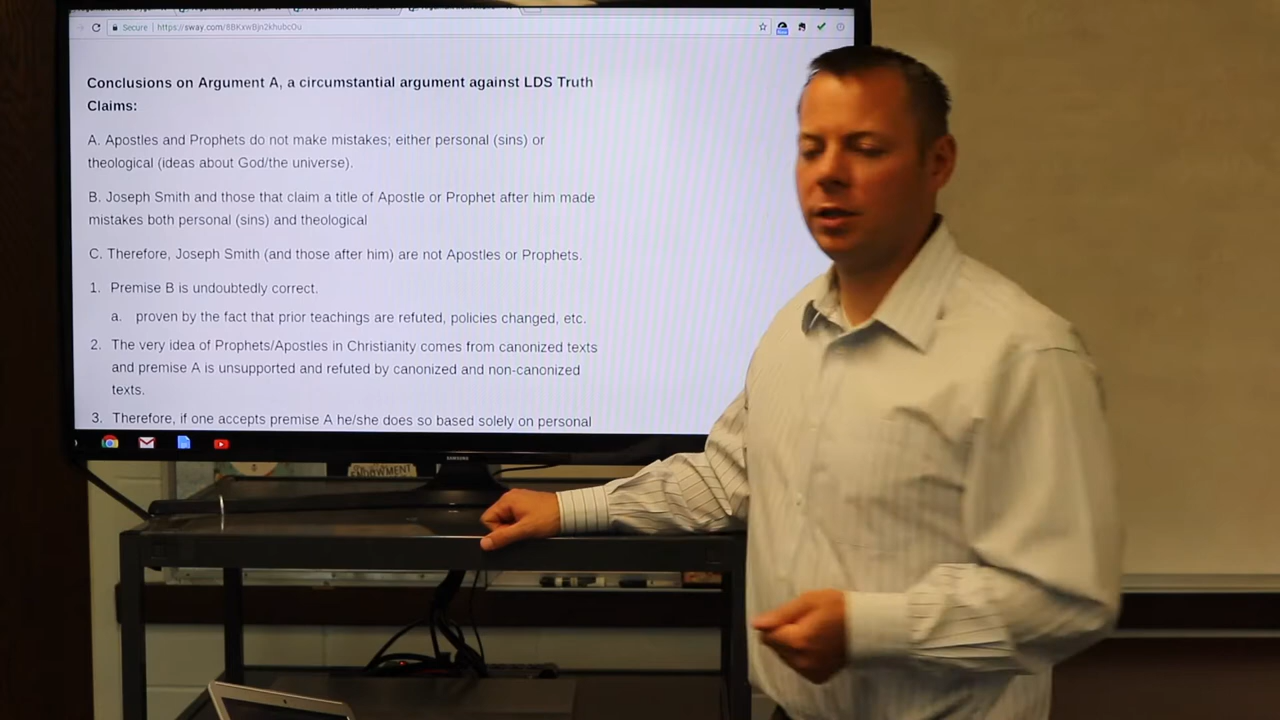 Secure https://sway.com/8BKxwBjn2khubcOu
Conclusions on Argument A, a circumstantial argument against LDS Truth
Claims:
A. Apostles and Prophets do not make mistakes; either personal (sins) or
theological (ideas about God/the universe).
B. Joseph Smith and those that claim a title of Apostle or Prophet after him made
mistakes both personal (sins) and theological
C. Therefore, Joseph Smith (and those after him) are not Apostles or Prophets.
1. Premise B is undoubtedly correct.
a. proven by the fact that prior teachings are refuted, policies changed, etc.
2. The very idea of Prophets/Apostles in Christianity comes from canonized texts
and premise A is unsupported and refuted by canonized and non-canonized
texts.
3. Therefore, if one accepts premise A he/she does so based solely on personal
SAMSUNG